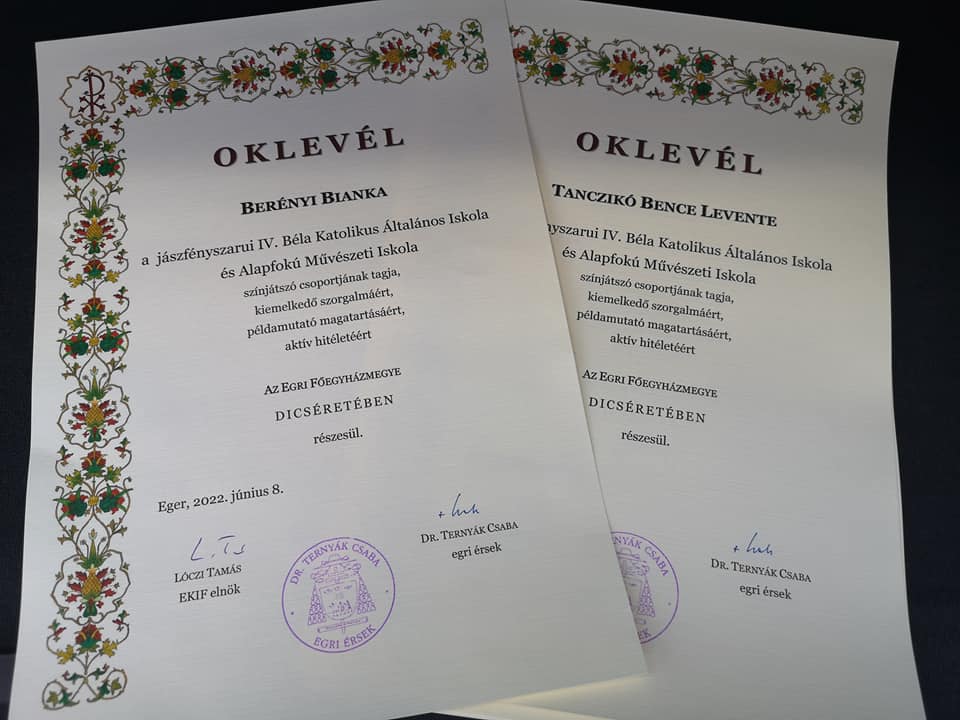 OKLEVÉL
BERÉNYI BIANKA
a jászfényszarui IV. Béla Katolikus Általános Iskola
és Alapfokú Művészeti Iskola
színjátszó csoportjának tagja,
kiemelkedő szorgalmáért,
példamutató magatartásáért,
aktív hitéletéért
AZ EGRI FŐEGYHÁZMEGYE
DICSÉRETÉBEN
részesül.
Eger, 2022. június 8.
L. Ts
LÓCZI TAMÁS
EKIF elnök
DR. TERNYÁK CSABA
EGRI ÉRSEK
DR. TERNYÁK CSABA
egri érsek
OKLEVÉL
TANCZIKÓ BENCE LEVENTE
nyszarui IV. Béla Katolikus Általános Iskola
és Alapfokú Művészeti Iskola
színjátszó csoportjának tagja,
kiemelkedő szorgalmáért,
példamutató magatartásáért,
aktív hitéletéért
AZ EGRI FŐEGYHÁZMEGYE
DICSÉRETÉBEN
részesül.
NYÁK CSABA
SEK
DR. TERNYÁK CSABA
egri érsek